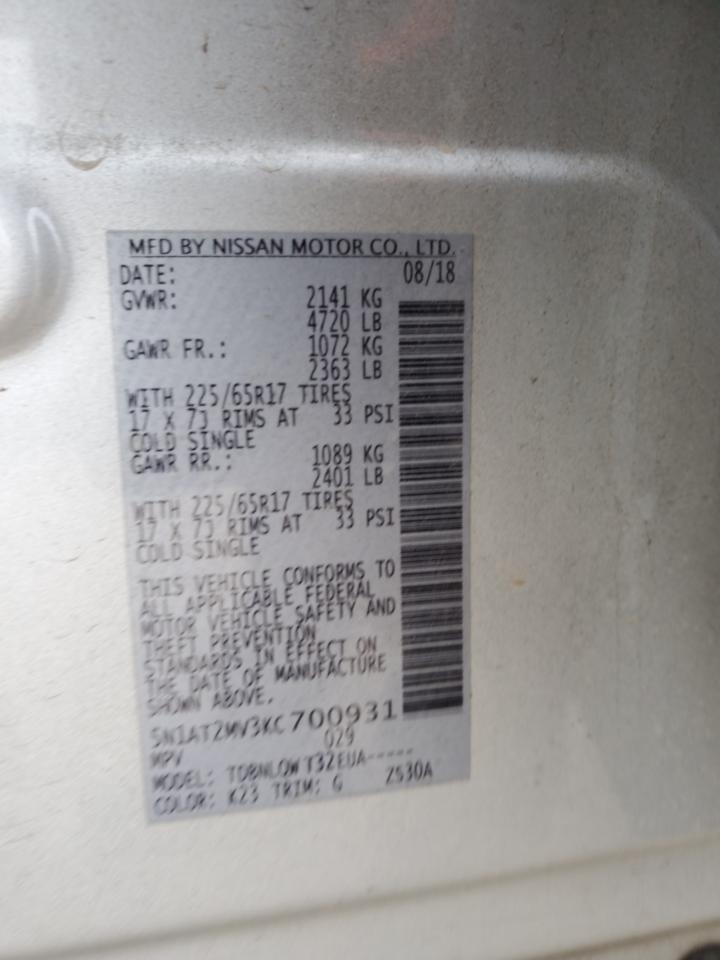 MFD BY NISSAN MOTOR CO., LTD.
DATE: 08/18
GVWR: 2141 KG
4720 LB
GAWR FR.: 1072 KG
2363 LB
WITH 225/65R17 TIRES
17 X 7J RIMS AT 33 PSI
COLD SINGLE
GAWR RR.: 1089 KG
2401 LB
WITH 225/65R17 TIRES
17 X 7J RIMS AT 33 PSI
COLD SINGLE
THIS VEHICLE CONFORMS TO
ALL APPLICABLE FEDERAL
MOTOR VEHICLE SAFETY AND
THEFT PREVENTION
STANDARDS IN EFFECT ON
THE DATE OF MANUFACTURE
SHOWN ABOVE.
5N1AT2MV3KC700931
MPV 029
MODEL: TDBNLOW T32EUA-----
COLOR: K23 TRIM: G ZS30A